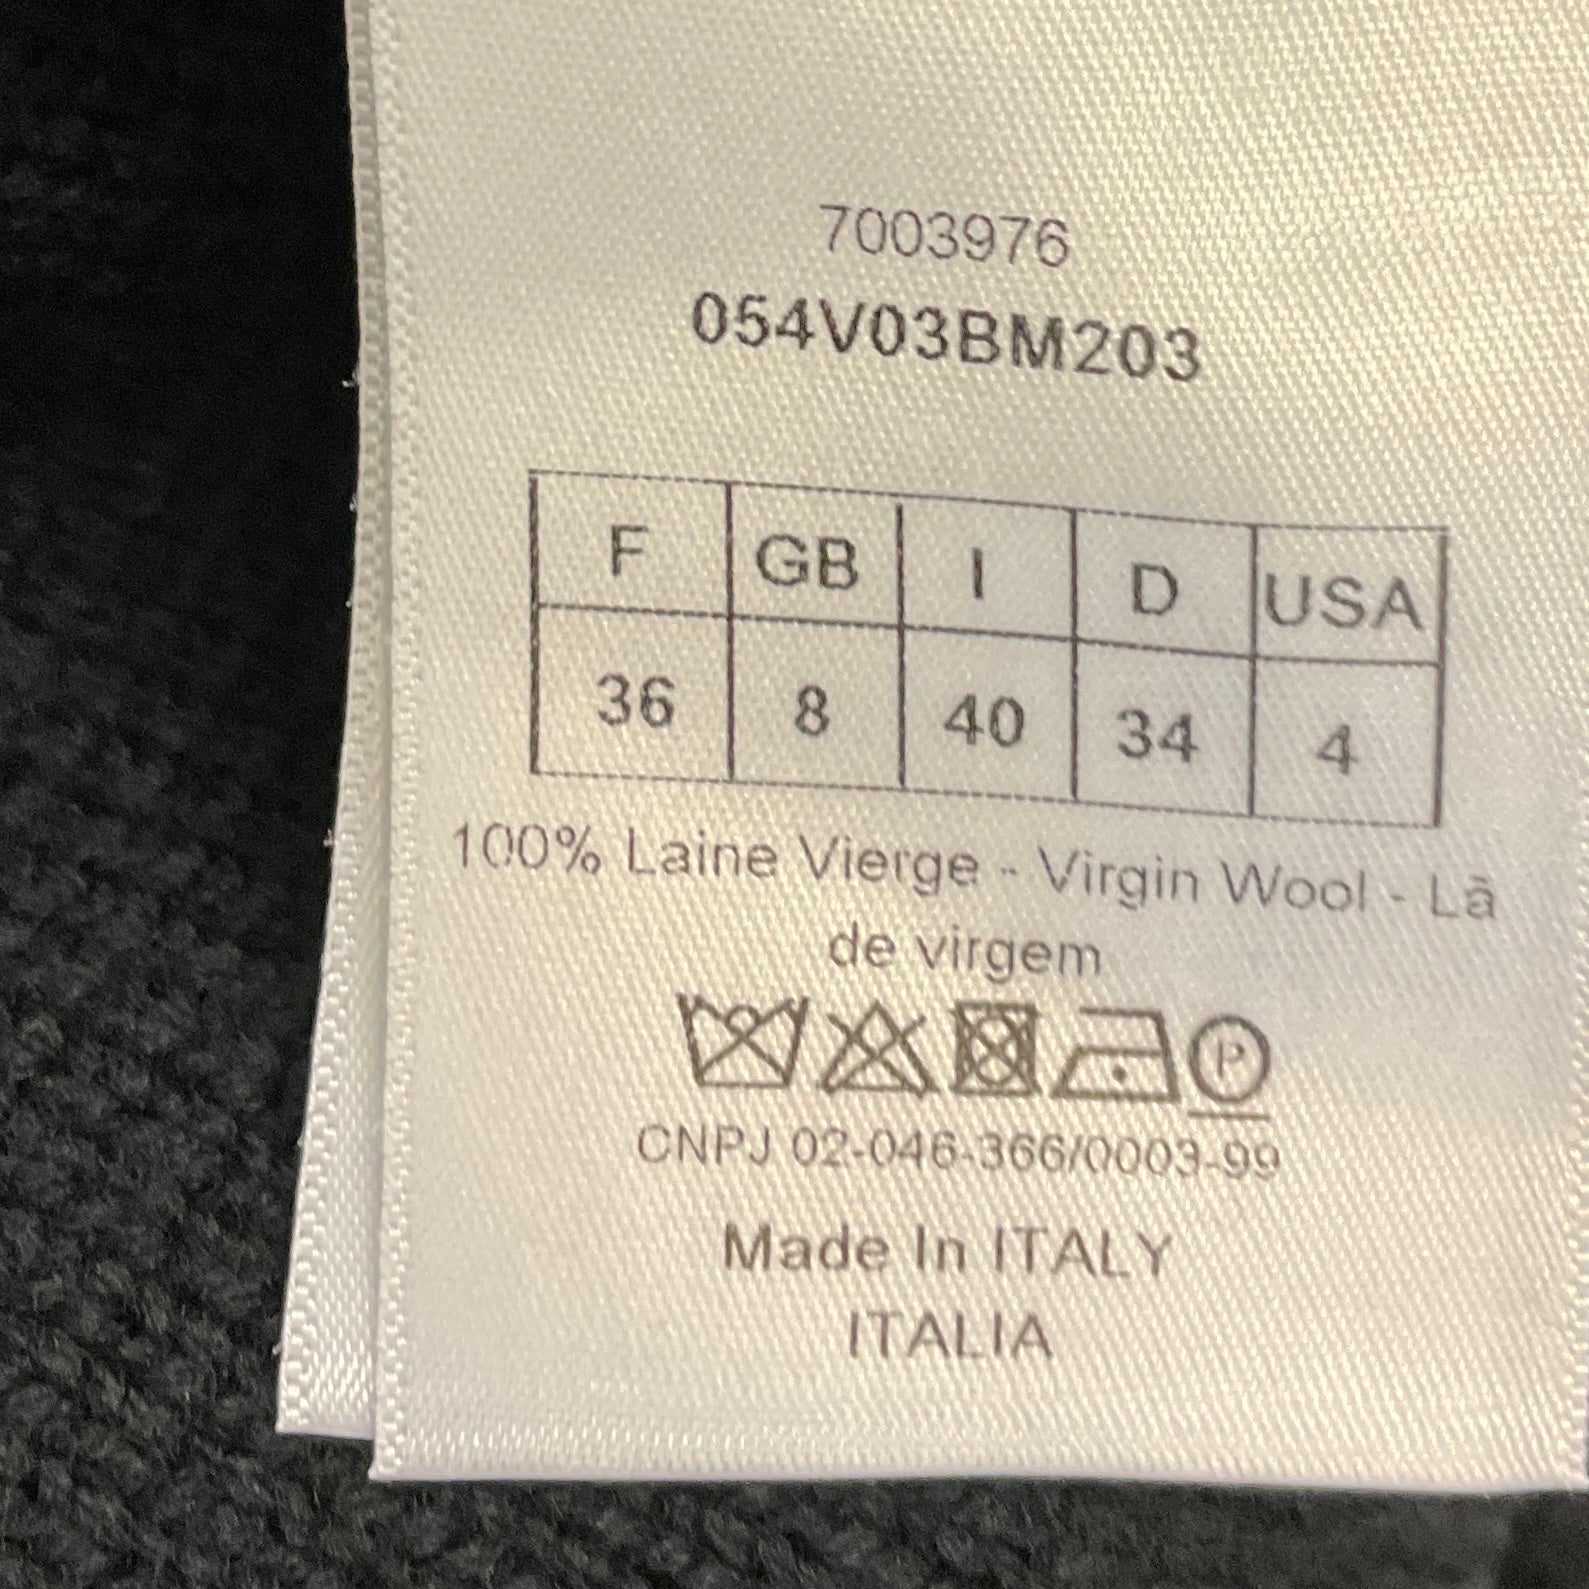 7003976
054V03BM203
F GB I D USA
36 8 40 34 4
100% Laine Vierge - Virgin Wool - Lã
de virgem
P
CNPJ 02-046-366/0003-99
Made In ITALY
ITALIA